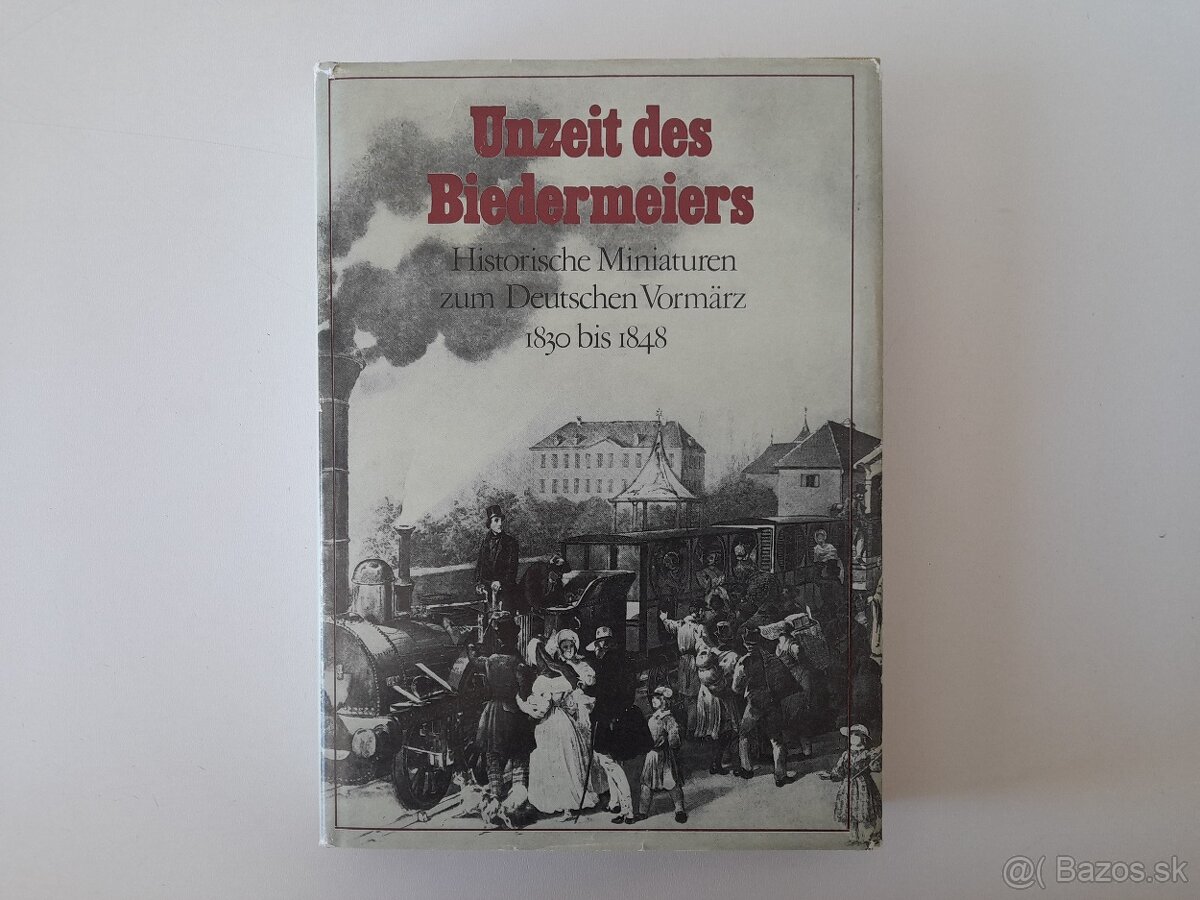 Unzeit des
Biedermeiers
Historische Miniaturen
zum Deutschen Vormärz
1830 bis 1848
@( Bazos.sk